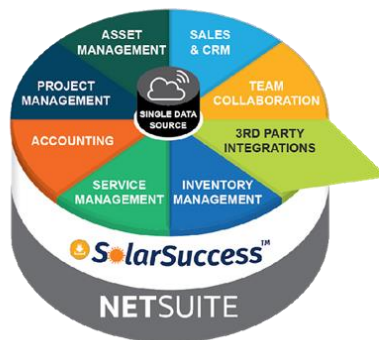 ASSET
MANAGEMENT
SALES
& CRM
PROJECT
MANAGEMENT
TEAM
COLLABORATION
SINGLE DATA
SOURCE
ACCOUNTING
3RD PARTY
INTEGRATIONS
SERVICE
MANAGEMENT
INVENTORY
MANAGEMENT
SolarSuccess™
NETSUITE